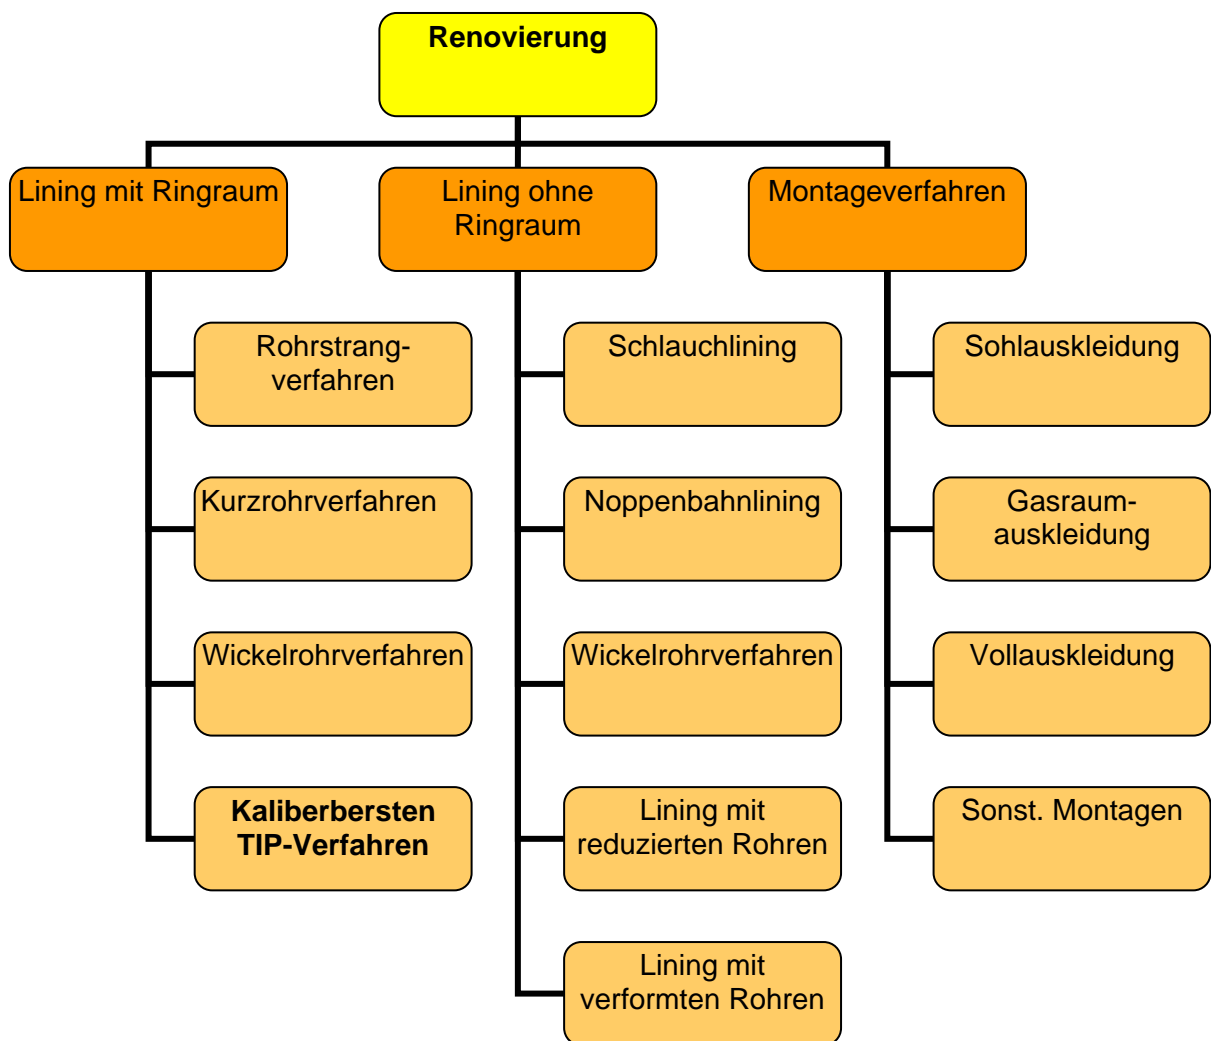 Renovierung
Lining mit Ringraum
Lining ohne
Ringraum
Montageverfahren
Rohrstrang-
verfahren
Schlauchlining
Sohlauskleidung
Kurzrohrverfahren
Noppenbahnlining
Gasraum-
auskleidung
Wickelrohrverfahren
Wickelrohrverfahren
Vollauskleidung
Kaliberbersten
TIP-Verfahren
Lining mit
reduzierten Rohren
Sonst. Montagen
Lining mit
verformten Rohren